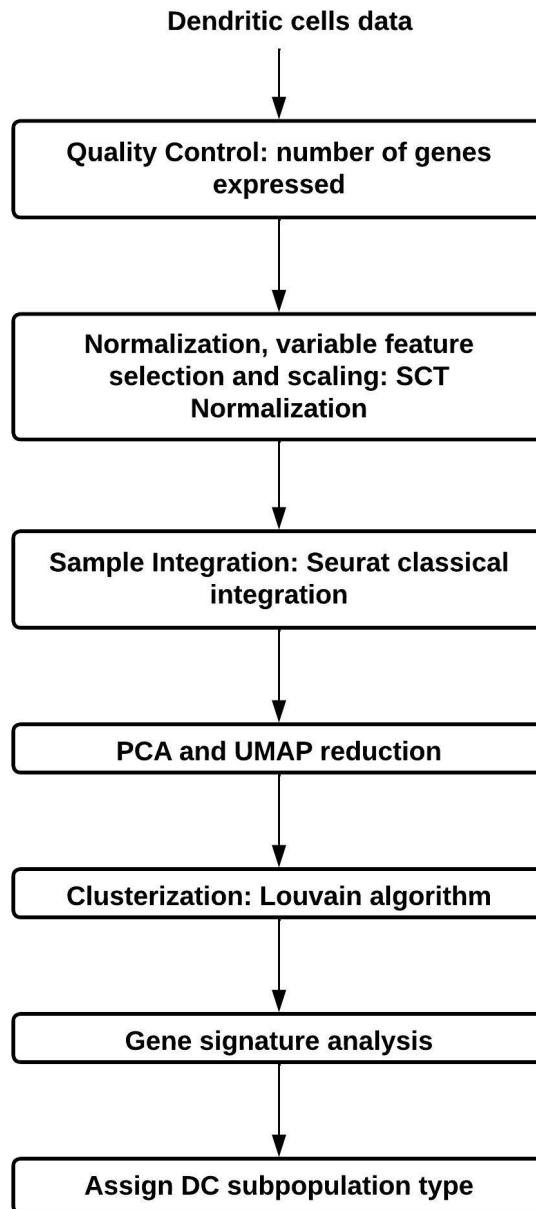 Dendritic cells data
Quality Control: number of genes
expressed
Normalization, variable feature
selection and scaling: SCT
Normalization
Sample Integration: Seurat classical
integration
PCA and UMAP reduction
Clusterization: Louvain algorithm
Gene signature analysis
Assign DC subpopulation type